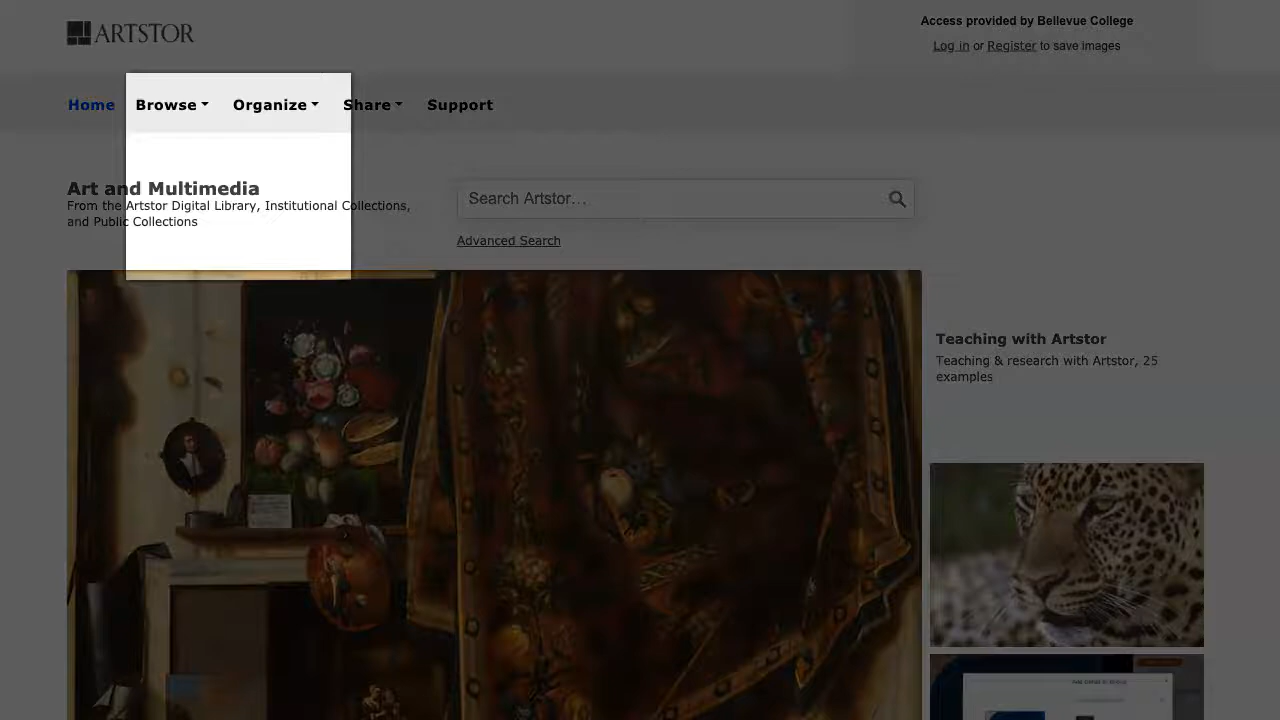 ARTSTOR
Access provided by Bellevue College
Log in or Register to save images
Home Browse Organize Share Support
Art and Multimedia
From the Artstor Digital Library, Institutional Collections,
and Public Collections
Search Artstor...
Advanced Search
Teaching with Artstor
Teaching & research with Artstor, 25
examples